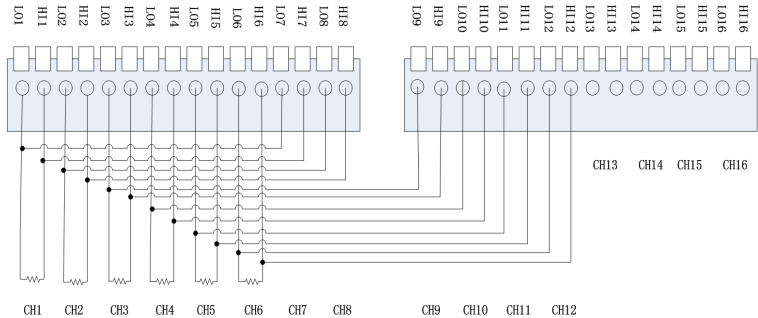 LO1 HI1 LO2 HI2 LO3 HI3 LO4 HI4 LO5 HI5 LO6 HI6 LO7 HI7 LO8 HI8
LO9 HI9 LO10 HI10 LO11 HI11 LO12 HI12 LO13 HI13 LO14 HI14 LO15 HI15 LO16 HI16
CH13 CH14 CH15 CH16
CH1 CH2 CH3 CH4 CH5 CH6 CH7 CH8 CH9 CH10 CH11 CH12